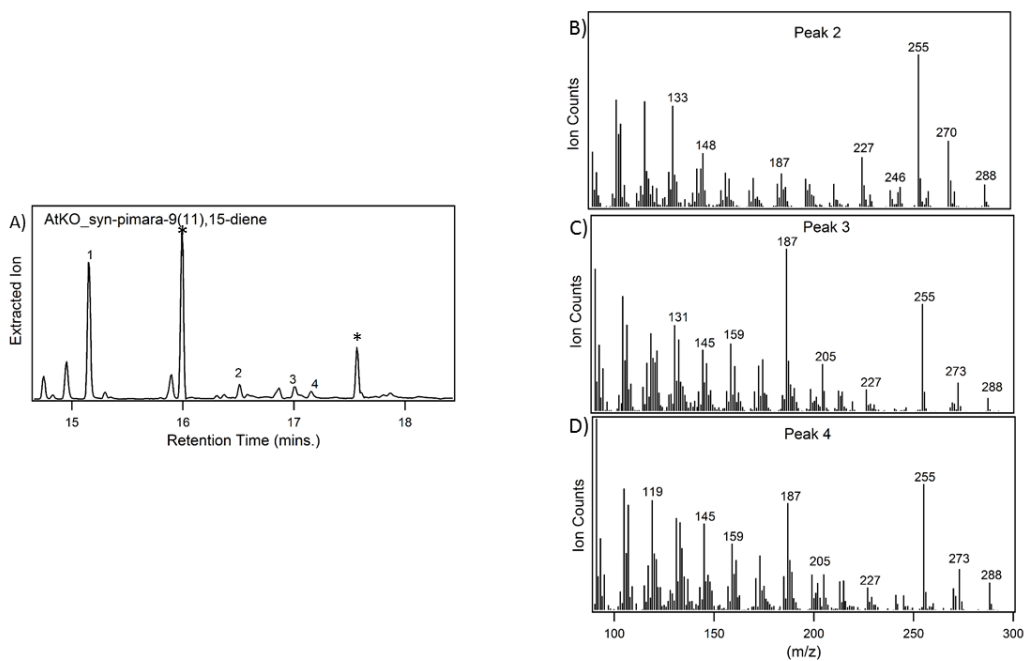 A)
AtKO_syn-pimara-9(11),15-diene
*
1
*
2
3
4
Extracted Ion
15 16 17 18
Retention Time (mins.)
B)
Peak 2
255
133
270
148
187
227
246
288
Ion Counts
C)
Peak 3
187
255
131
159
145
205
273
227
288
Ion Counts
D)
Peak 4
255
119
187
145
159
273
205
227
288
Ion Counts
100 150 200 250 300
(m/z)